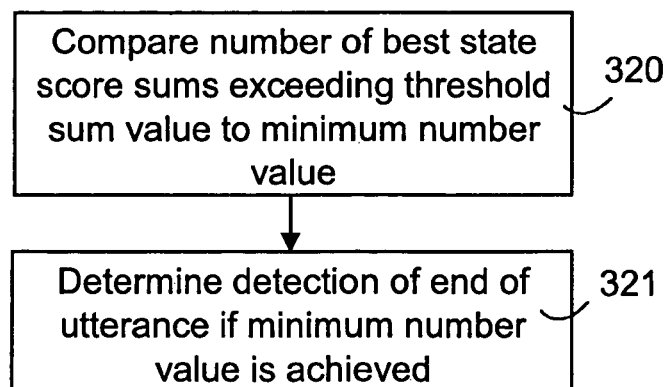 Compare number of best state
score sums exceeding threshold
sum value to minimum number
value
320
Determine detection of end of
utterance if minimum number
value is achieved
321